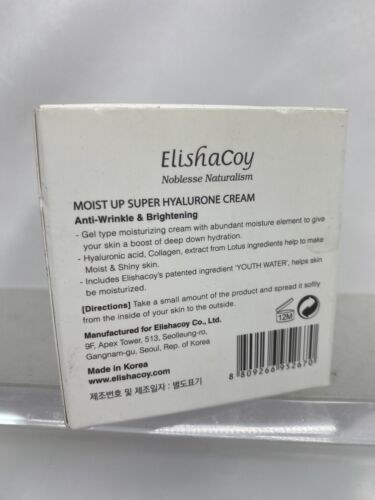 ElishaCoy
Noblesse Naturalism
MOIST UP SUPER HYALURONE CREAM
Anti-Wrinkle & Brightening
- Gel type moisturizing cream with abundant moisture element to give
your skin a boost of deep down hydration.
- Hyaluronic acid, Collagen, extract from Lotus ingredients help to make
Moist & Shiny skin.
- Includes Elishacoy's patented ingredient 'YOUTH WATER', helps skin
be moisturized.
[Directions] Take a small amount of the product and spread it softly
from the inside of your skin to the outside.
Manufactured for Elishacoy Co., Ltd.
9F, Apex Tower, 513, Seolleung-ro,
Gangnam-gu, Seoul, Rep. of Korea
12M
Made in Korea
www.elishacoy.com
제조번호 및 제조일자 : 별도표기
8 809266 952670